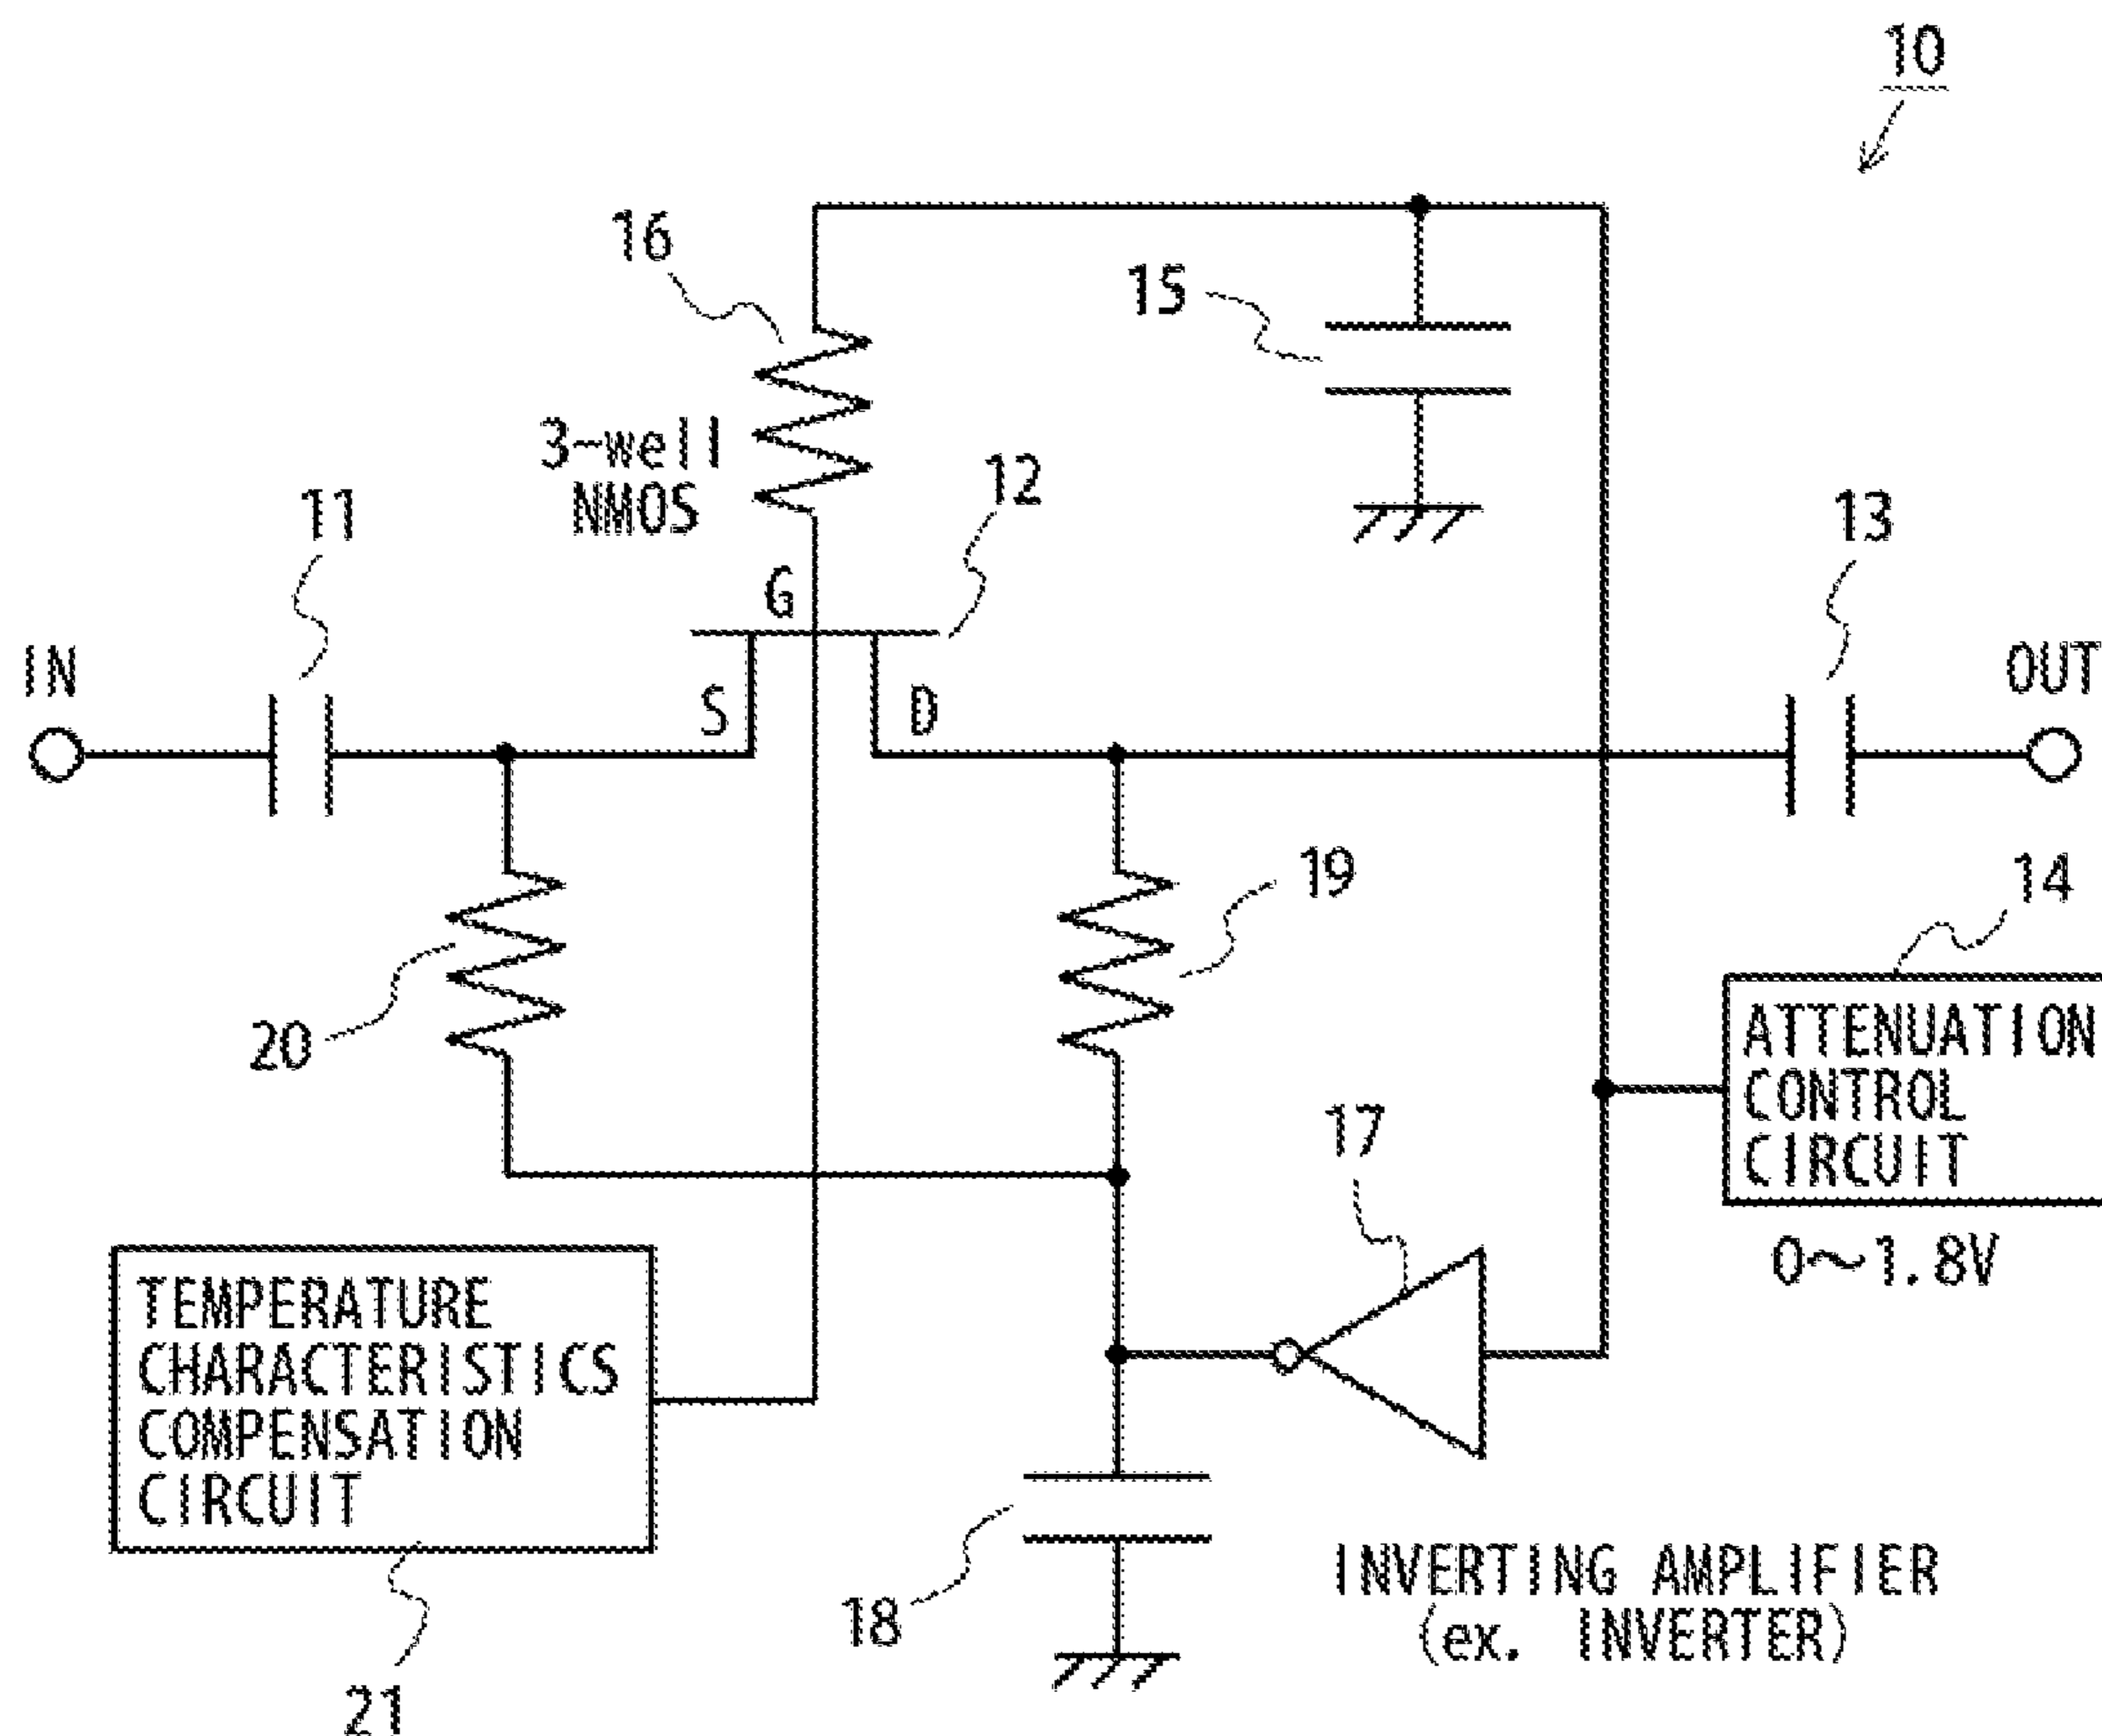 10
16
15
3-well
NMOS
12
11
13
G
IN
S
D
OUT
19
14
20
ATTENUATION
CONTROL
CIRCUIT
17
0～1.8V
TEMPERATURE
CHARACTERISTICS
COMPENSATION
CIRCUIT
18
INVERTING AMPLIFIER
(ex. INVERTER)
21